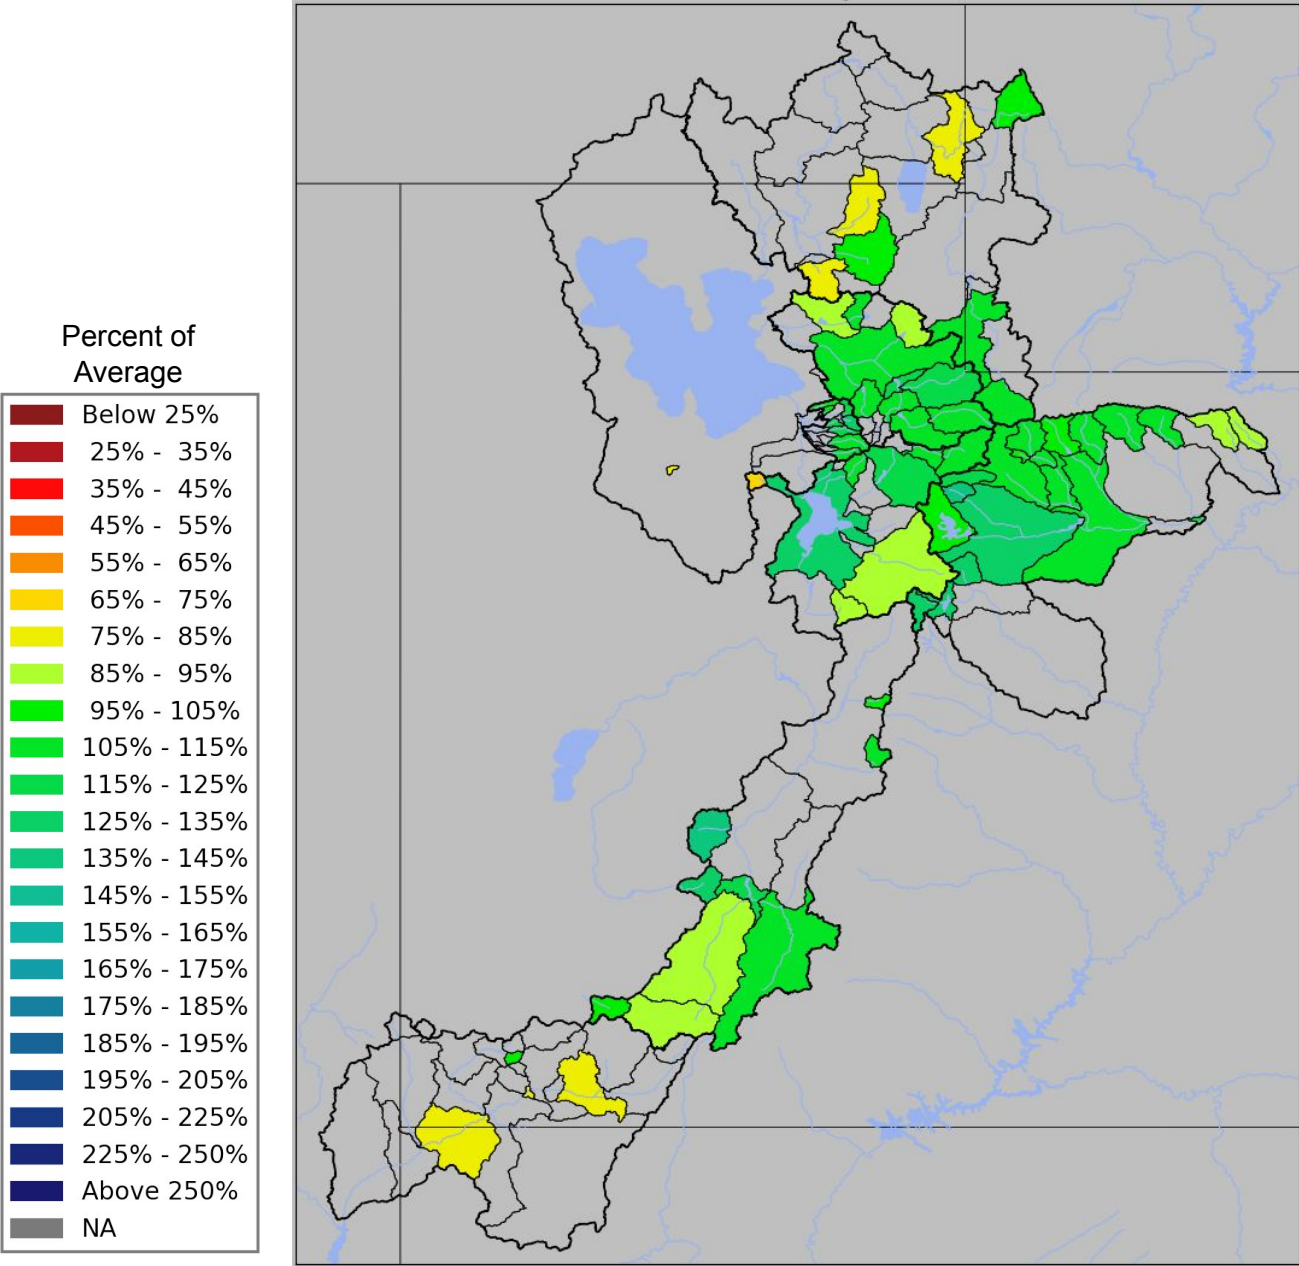 Percent of
Average
Below 25%
25% - 35%
35% - 45%
45% - 55%
55% - 65%
65% - 75%
75% - 85%
85% - 95%
95% - 105%
105% - 115%
115% - 125%
125% - 135%
135% - 145%
145% - 155%
155% - 165%
165% - 175%
175% - 185%
185% - 195%
195% - 205%
205% - 225%
225% - 250%
Above 250%
NA